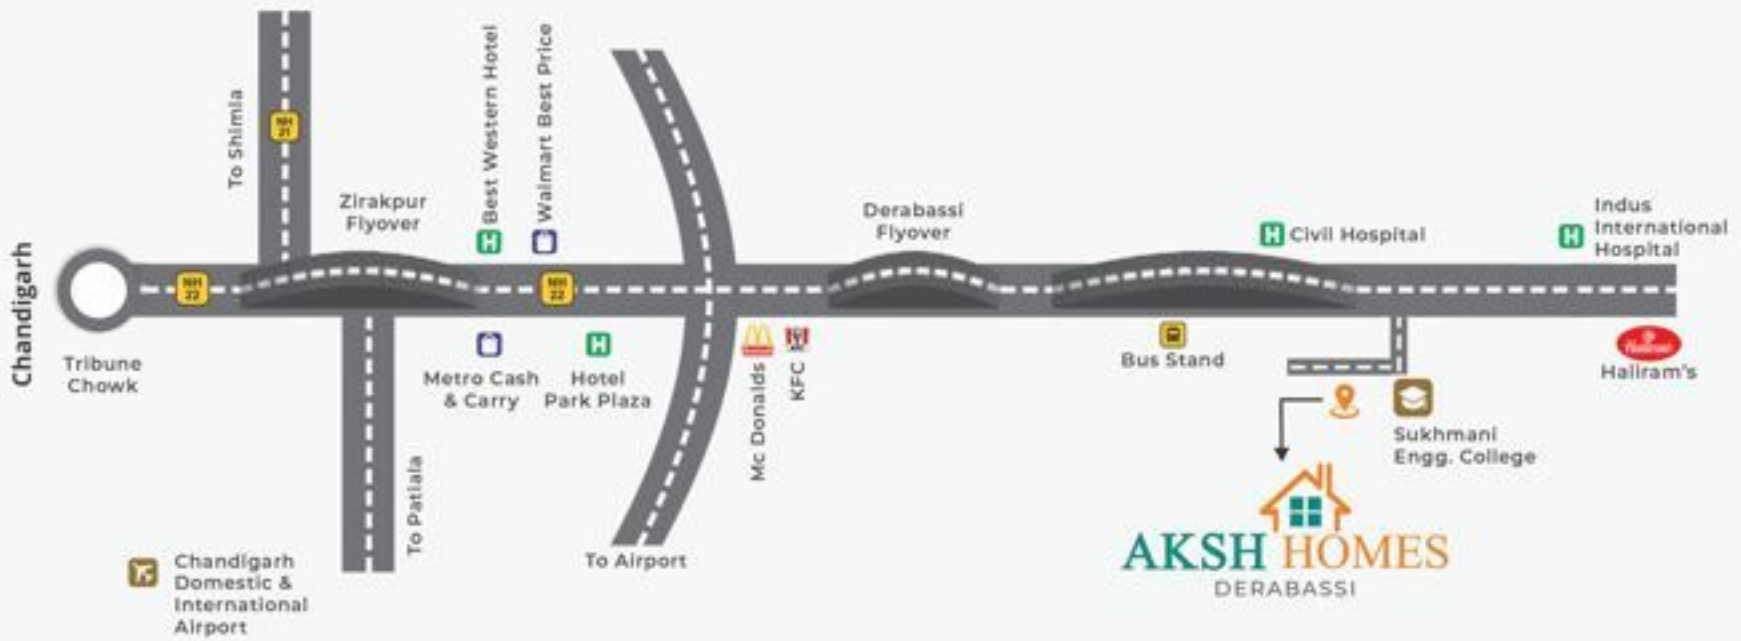 Chandigarh
Tribune
Chowk
To Shimla
NH
21
NH
22
Zirakpur
Flyover
To Patiala
Chandigarh
Domestic &
International
Airport
Best Western Hotel
Walmart Best Price
NH
22
Metro Cash
& Carry
Hotel
Park Plaza
To Airport
Mc Donalds
KFC
Derabassi
Flyover
Civil Hospital
Bus Stand
Indus
International
Hospital
Haliram's
Sukhmani
Engg. College
AKSH HOMES
DERABASSI